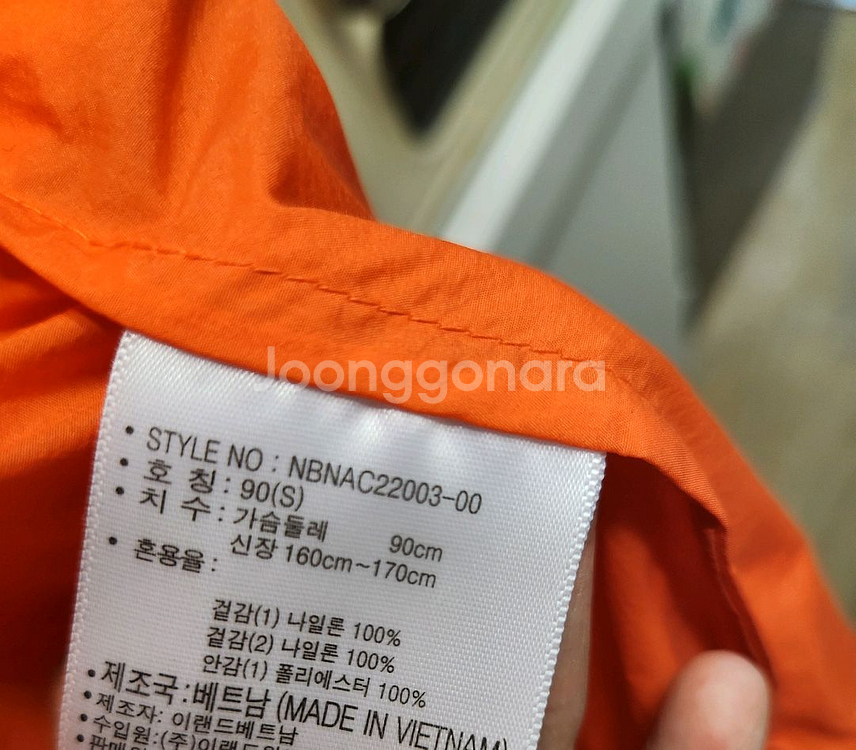 Joonggonara
• STYLE NO : NBNAC22003-00
• 호 칭 : 90(S)
• 치 수 : 가슴둘레 90cm
신장 160cm~170cm
• 혼용율 :
겉감(1) 나일론 100%
겉감(2) 나일론 100%
안감(1) 폴리에스터 100%
• 제조국 : 베트남 (MADE IN VIETNAM)
• 제조자: 이랜드베트남
• 수입원:(주)이랜드월